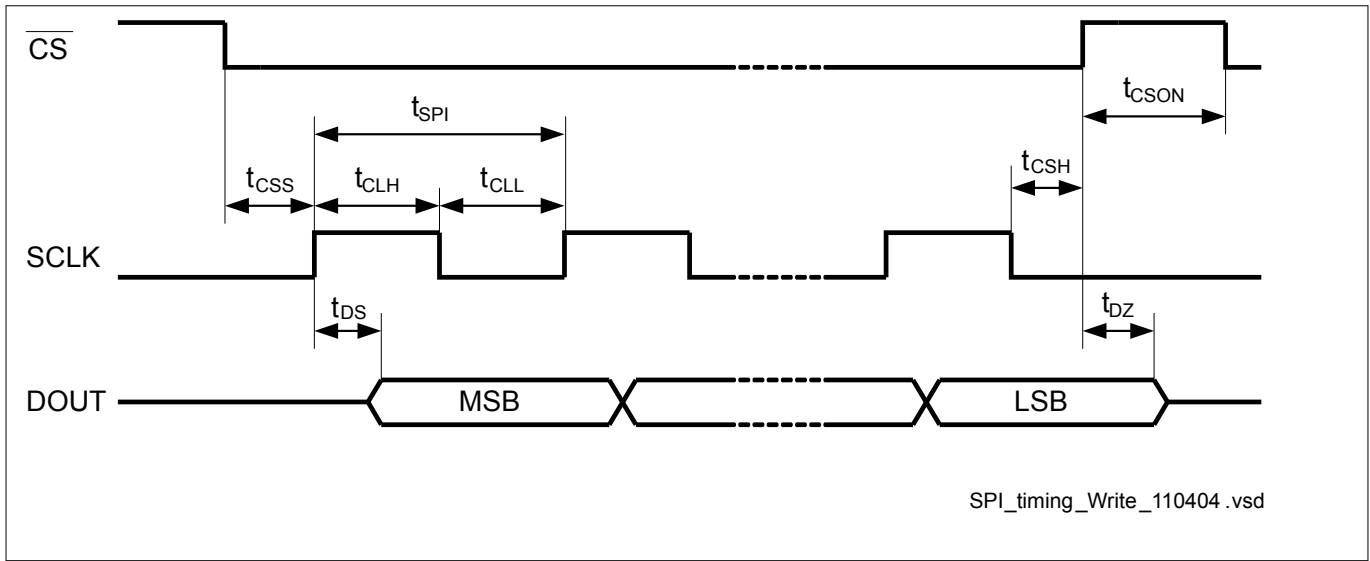 CS
tCSON
tSPI
tCSH
tCSS
tCLH
tCLL
SCLK
tDS
tDZ
DOUT
MSB
LSB
SPI_timing_Write_110404.vsd